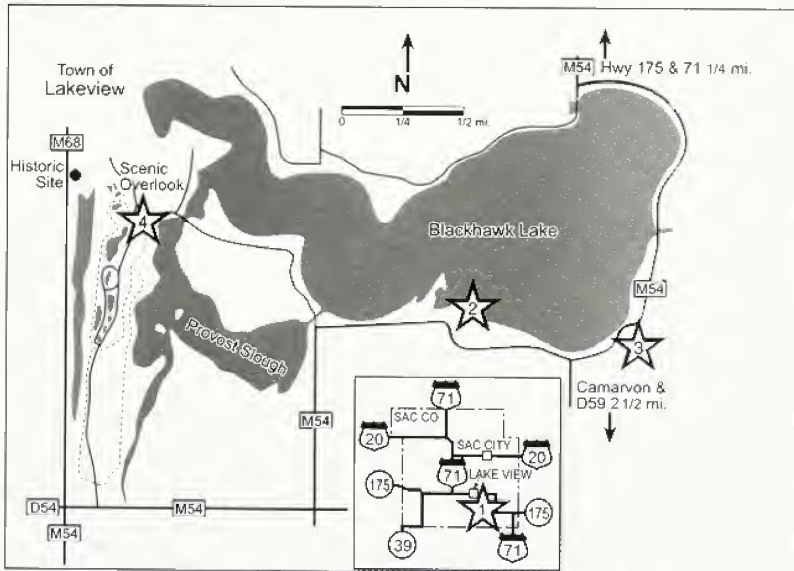 Town of
Lakeview
M68
Historic
Site
Scenic
Overlook
4
N
0 1/4 1/2 mi.
M54 Hwy 175 & 71 1/4 mi.
Blackhawk Lake
2
M54
3
Camarvon &
D59 2 1/2 mi.
Provost Slough
M54
D54
M54
M54
71
SAC CO
20
SAC CITY
20
71
LAKE VIEW
175
1
175
39
71